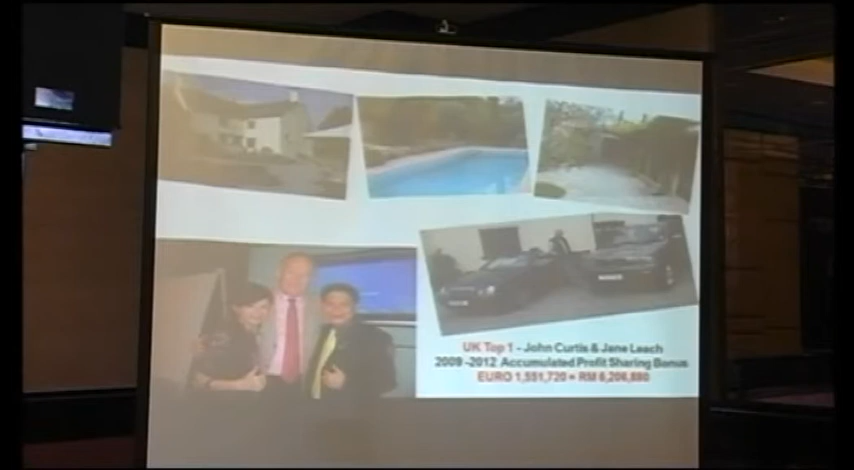 UK Top 1 - John Curtis & Jane Leach
2009 -2012 Accumulated Profit Sharing Bonus
EURO 1,551,720 = RM 6,206,880